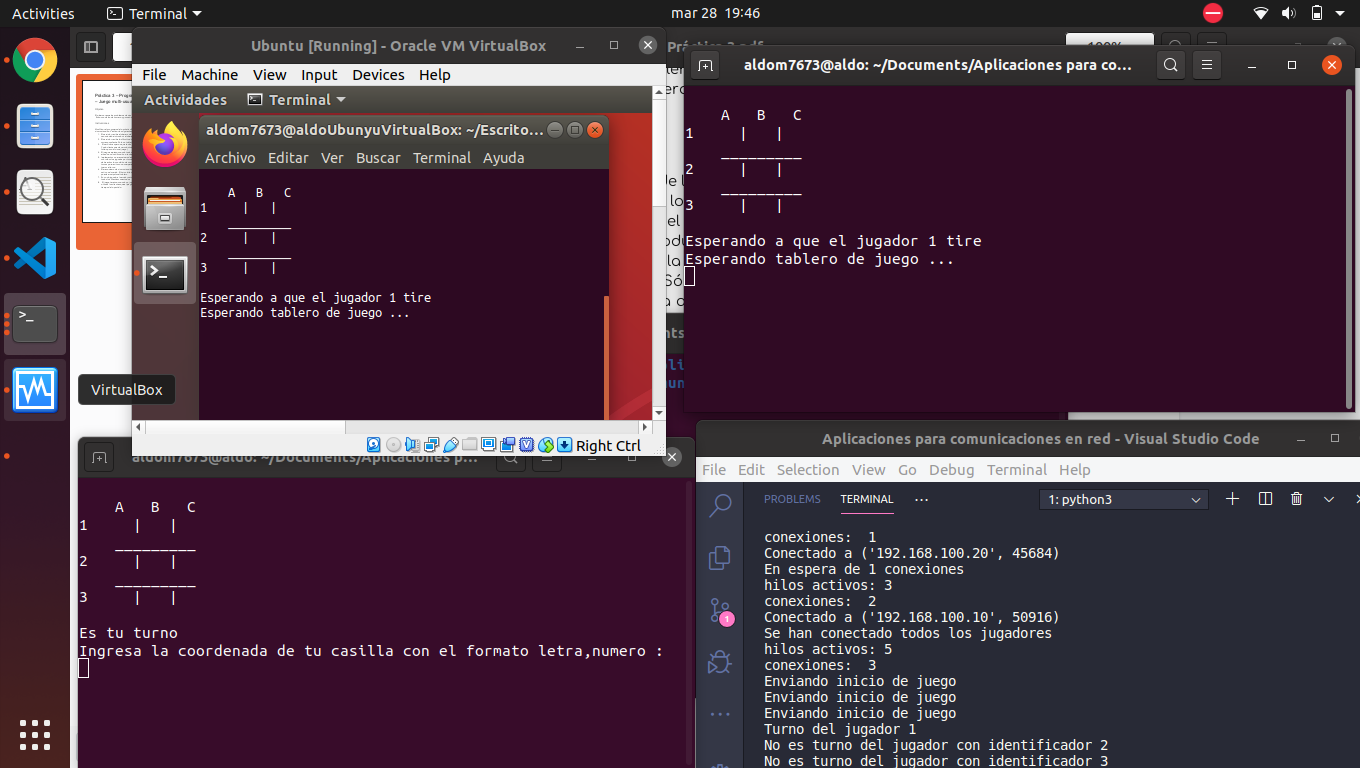 Activities
Terminal
mar 28 19:46
Ubuntu [Running] - Oracle VM VirtualBox
File Machine View Input Devices Help
Actividades
Terminal
aldom7673@aldoUbunyuVirtualBox: ~/Escrito...
Archivo Editar Ver Buscar Terminal Ayuda
A B C
1 | |
_________
2 | |
_________
3 | |
Esperando a que el jugador 1 tire
Esperando tablero de juego ...
Right Ctrl
VirtualBox
aldom7673@aldo: ~/Documents/Aplicaciones para co...
A B C
1 | |
_________
2 | |
_________
3 | |
Esperando a que el jugador 1 tire
Esperando tablero de juego ...
aldom7673@aldo: ~/Documents/Aplicaciones p...
A B C
1 | |
_________
2 | |
_________
3 | |
Es tu turno
Ingresa la coordenada de tu casilla con el formato letra,numero :
Aplicaciones para comunicaciones en red - Visual Studio Code
File Edit Selection View Go Debug Terminal Help
PROBLEMS TERMINAL ...
1: python3
1
conexiones: 1
Conectado a ('192.168.100.20', 45684)
En espera de 1 conexiones
hilos activos: 3
conexiones: 2
Conectado a ('192.168.100.10', 50916)
Se han conectado todos los jugadores
hilos activos: 5
conexiones: 3
Enviando inicio de juego
Enviando inicio de juego
Enviando inicio de juego
Turno del jugador 1
No es turno del jugador con identificador 2
No es turno del jugador con identificador 3